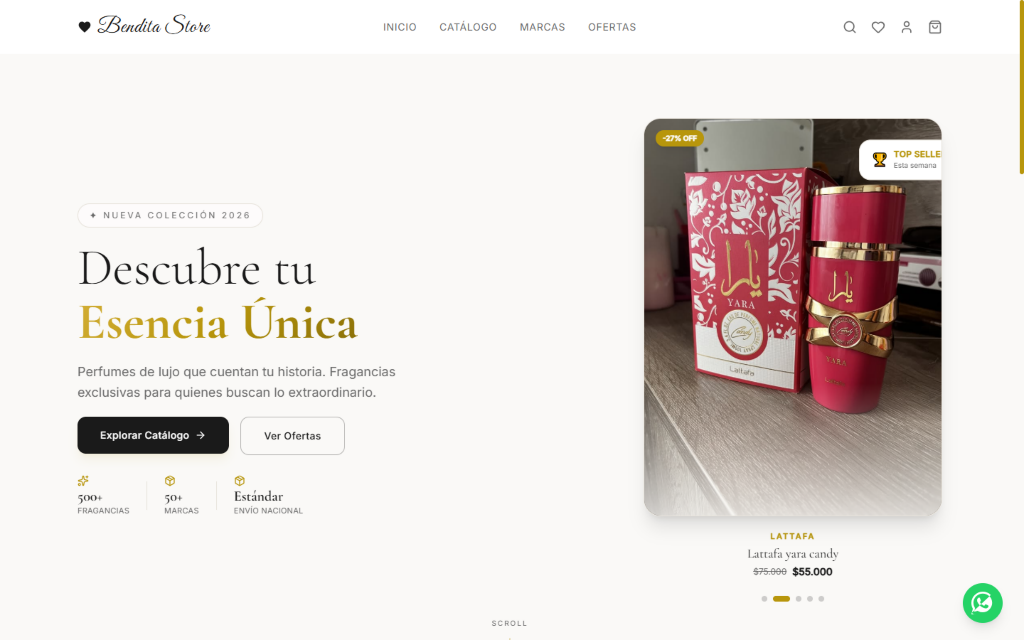 Bendita Store
INICIO
CATÁLOGO
MARCAS
OFERTAS
-27% OFF
TOP SELLE
Esta semana
يارا
YARA
Lattafa
يارا
YARA
✦ NUEVA COLECCIÓN 2026
Descubre tu
Esencia Única
Perfumes de lujo que cuentan tu historia. Fragancias
exclusivas para quienes buscan lo extraordinario.
Explorar Catálogo →
Ver Ofertas
500+
FRAGANCIAS
50+
MARCAS
Estándar
ENVÍO NACIONAL
LATTAFA
Lattafa yara candy
$75.000 $55.000
SCROLL